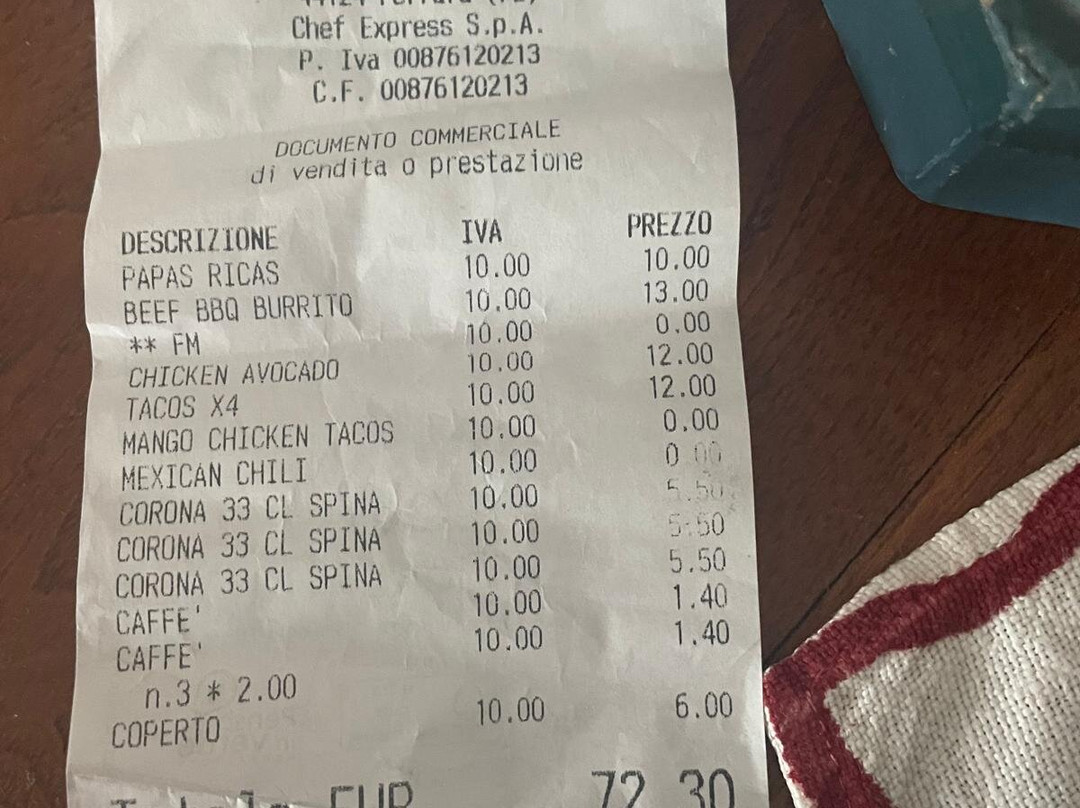 Chef Express S.p.A.
P. Iva 00876120213
C.F. 00876120213
DOCUMENTO COMMERCIALE
di vendita o prestazione
DESCRIZIONE IVA PREZZO
PAPAS RICAS 10.00 10.00
BEEF BBQ BURRITO 10.00 13.00
** FM 10.00 0.00
CHICKEN AVOCADO 10.00 12.00
TACOS X4 10.00 12.00
MANGO CHICKEN TACOS 10.00 0.00
MEXICAN CHILI 10.00 0.00
CORONA 33 CL SPINA 10.00 5.50
CORONA 33 CL SPINA 10.00 5.50
CORONA 33 CL SPINA 10.00 5.50
CAFFE' 10.00 1.40
CAFFE' 10.00 1.40
n.3 * 2.00
COPERTO 10.00 6.00
EUR 72.30